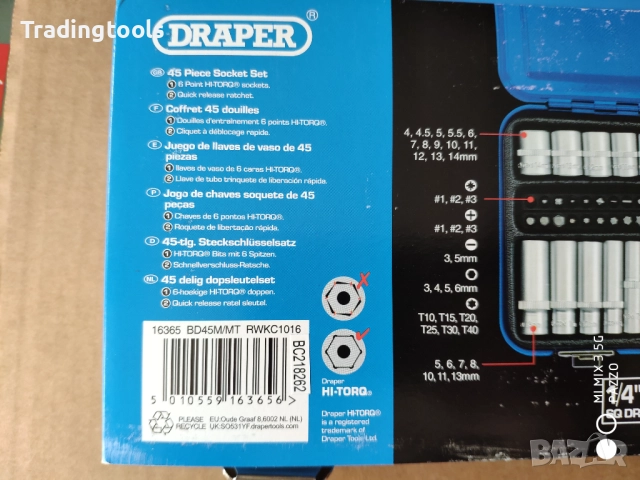 Tradingtools
DRAPER®
GB 45 Piece Socket Set
1 6 Point HI-TORQ® sockets.
2 Quick release ratchet.
F Coffret 45 douilles
1 Douilles d'entraînement 6 points HI-TORQ®.
2 Cliquet à déblocage rapide.
E Juego de llaves de vaso de 45
piezas
1 llaves de vaso de 6 caras HI-TORQ®.
2 Llave de tubo trinquete de liberación rápida.
P Jogo de chaves soquete de 45
peças
1 Chaves de 6 pontos HI-TORQ®.
2 Roquete de libertação rápida.
D 45-tlg. Steckschlüsselsatz
1 HI-TORQ® Bits mit 6 Spitzen.
2 Schnellverschluss-Ratsche.
NL 45 delig dopsleutelset
1 6-hoekige HI-TORQ® doppen.
2 Quick release ratel sleutel.
16365 BD45M/MT RWKC1016
BC218262
5 010559 163656 >
PLEASE
RECYCLE
EU:Oude Graaf 8,6002 NL (NL)
UK:SO531YF.drapertools.com
Draper
HI-TORQ®
Draper HI-TORQ®
is a registered
trademark of
Draper Tools Ltd.
4, 4.5, 5, 5.5, 6,
7, 8, 9, 10, 11,
12, 13, 14mm
#1, #2, #3
#1, #2, #3
3, 5mm
3, 4, 5, 6mm
T10, T15, T20,
T25, T30, T40
5, 6, 7, 8,
10, 11, 13mm
1/4"
SQ DR
MI MIX 3 5G
BAZAR